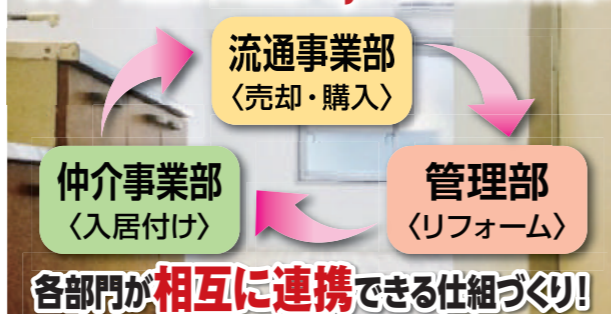 流通事業部
〈売却・購入〉
仲介事業部
〈入居付け〉
管理部
〈リフォーム〉
各部門が相互に連携できる仕組づくり！